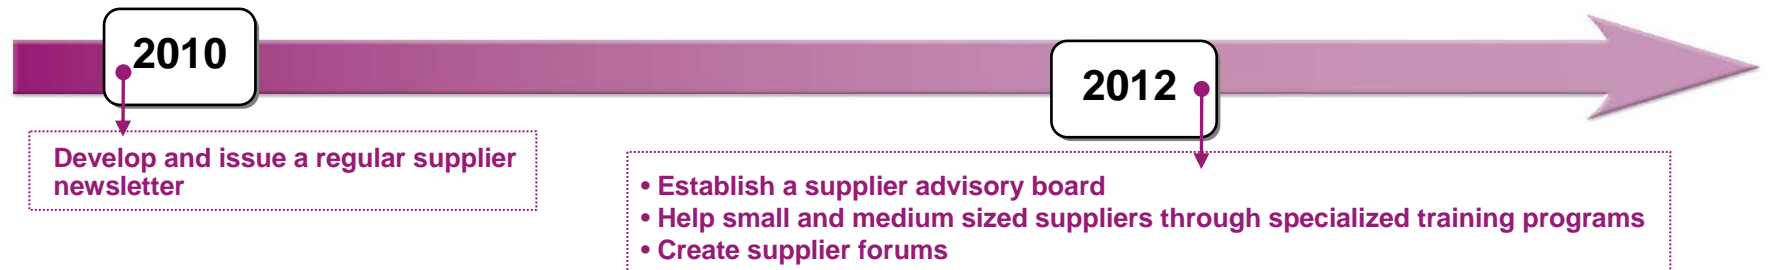 2010
2012
Develop and issue a regular supplier
newsletter
• Establish a supplier advisory board
• Help small and medium sized suppliers through specialized training programs
• Create supplier forums